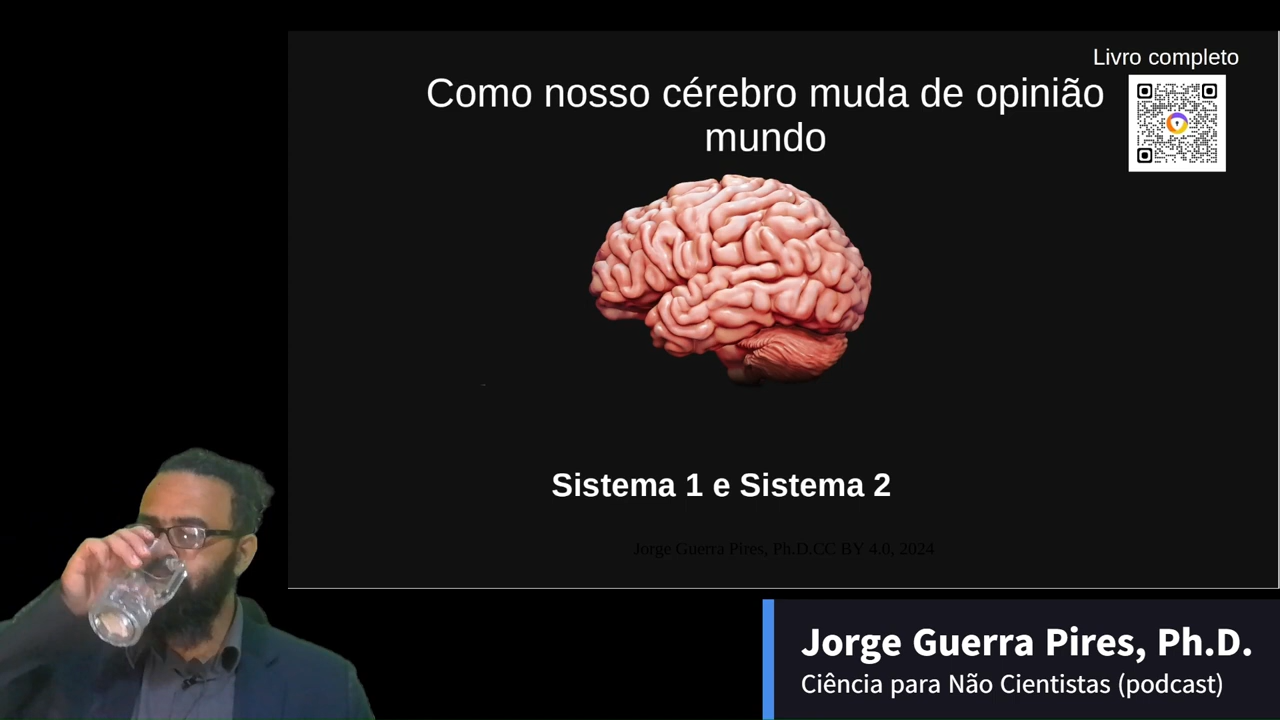 Livro completo
Como nosso cérebro muda de opinião
mundo
Sistema 1 e Sistema 2
Jorge Guerra Pires, Ph.D.CC BY 4.0, 2024
Jorge Guerra Pires, Ph.D.
Ciência para Não Cientistas (podcast)